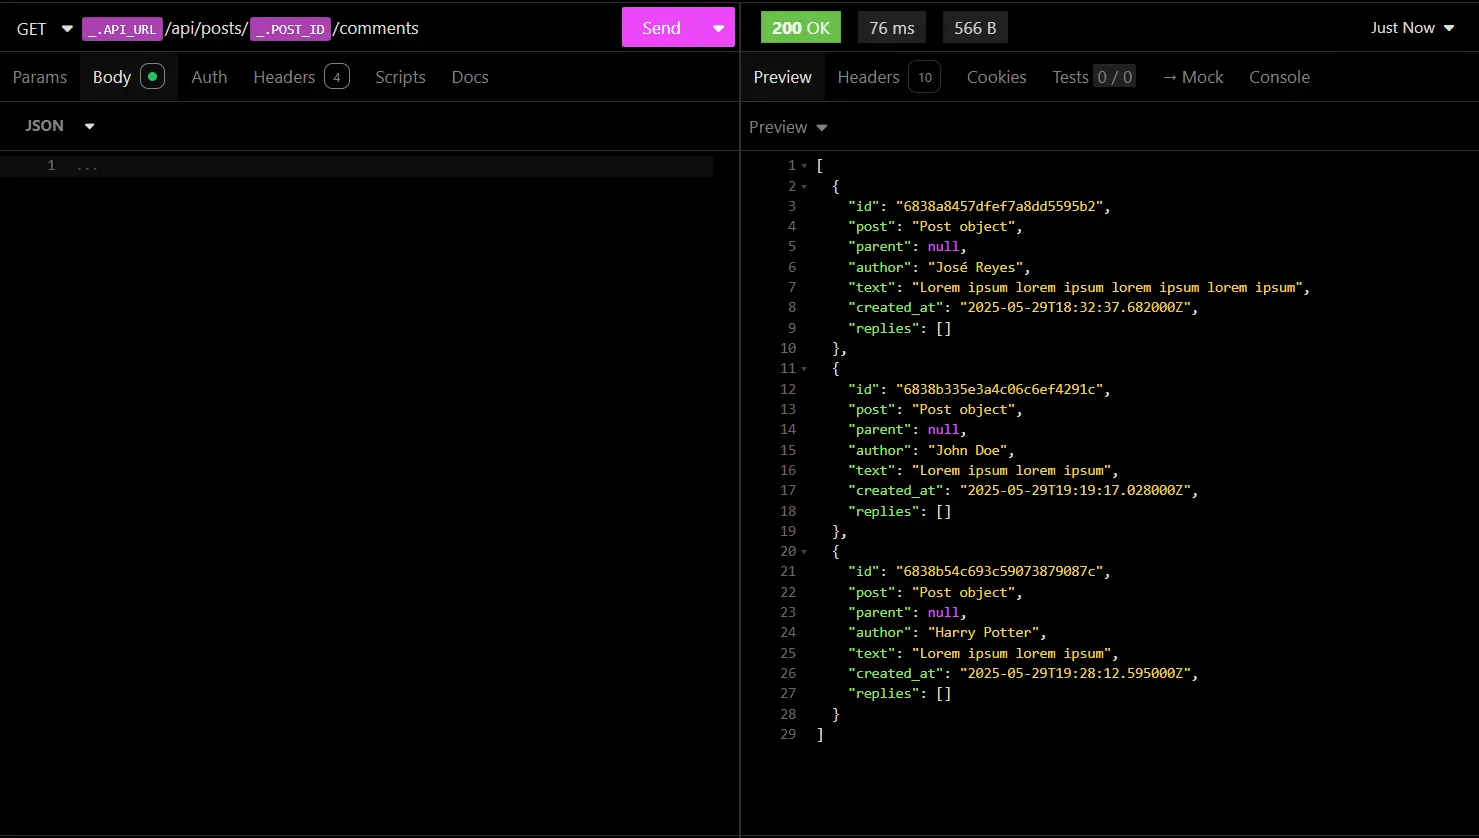 GET _.API_URL /api/posts/ _.POST_ID /comments Send 200 OK 76 ms 566 B Just Now
Params Body Auth Headers 4 Scripts Docs
JSON
1 ...
Preview Headers 10 Cookies Tests 0 / 0 → Mock Console
Preview
1 [
2 {
3 "id": "6838a8457dfef7a8dd5595b2",
4 "post": "Post object",
5 "parent": null,
6 "author": "José Reyes",
7 "text": "Lorem ipsum lorem ipsum lorem ipsum lorem ipsum",
8 "created_at": "2025-05-29T18:32:37.682000Z",
9 "replies": []
10 },
11 {
12 "id": "6838b335e3a4c06c6ef4291c",
13 "post": "Post object",
14 "parent": null,
15 "author": "John Doe",
16 "text": "Lorem ipsum lorem ipsum",
17 "created_at": "2025-05-29T19:19:17.028000Z",
18 "replies": []
19 },
20 {
21 "id": "6838b54c693c59073879087c",
22 "post": "Post object",
23 "parent": null,
24 "author": "Harry Potter",
25 "text": "Lorem ipsum lorem ipsum",
26 "created_at": "2025-05-29T19:28:12.595000Z",
27 "replies": []
28 }
29 ]